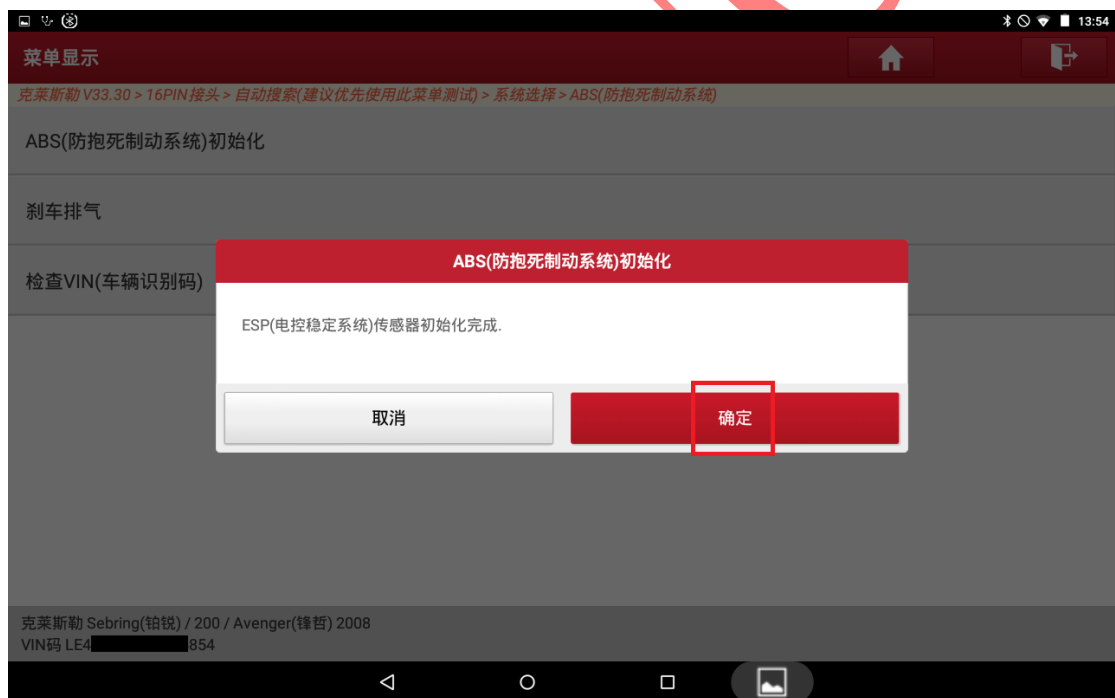 13:54
菜单显示
克莱斯勒 V33.30 > 16PIN接头 > 自动搜索(建议优先使用此菜单测试) > 系统选择 > ABS(防抱死制动系统)
ABS(防抱死制动系统)初始化
刹车排气
检查VIN(车辆识别码)
ABS(防抱死制动系统)初始化
ESP(电控稳定系统)传感器初始化完成.
取消
确定
克莱斯勒 Sebring(铂锐) / 200 / Avenger(锋哲) 2008
VIN码 LE4 854